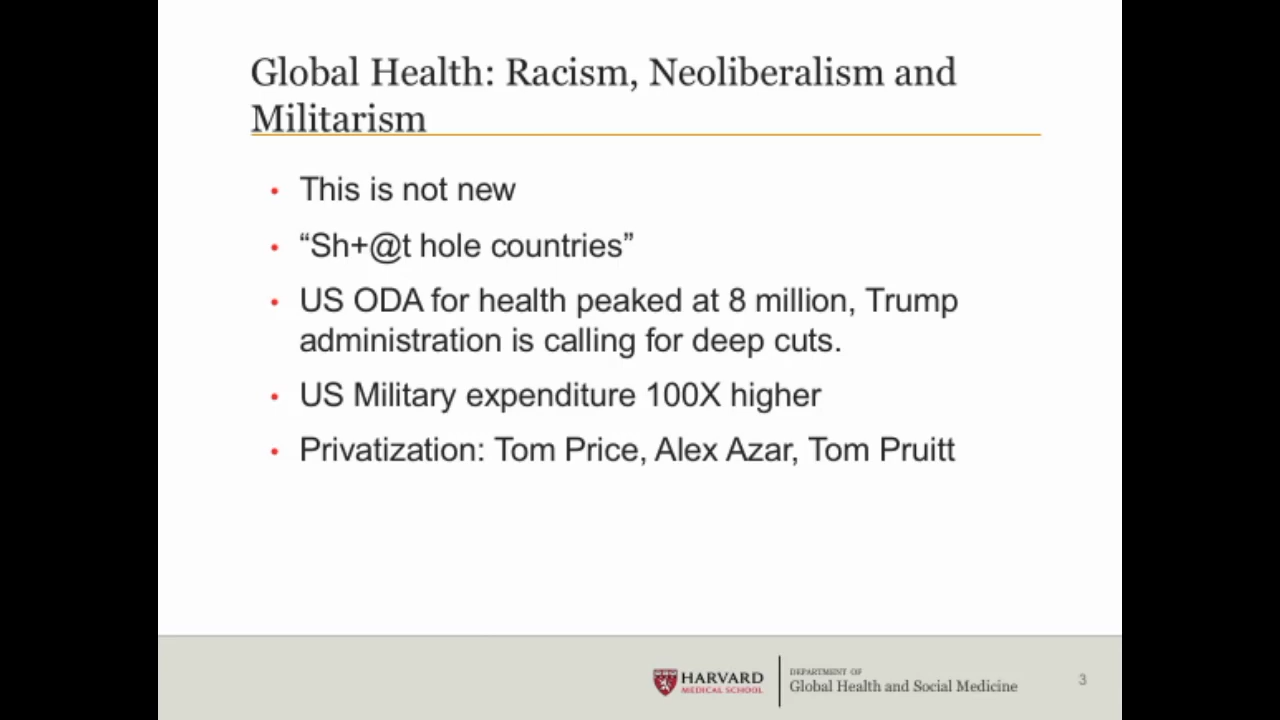 Global Health: Racism, Neoliberalism and
Militarism
• This is not new
• “Sh+@t hole countries”
• US ODA for health peaked at 8 million, Trump
administration is calling for deep cuts.
• US Military expenditure 100X higher
• Privatization: Tom Price, Alex Azar, Tom Pruitt
HARVARD
MEDICAL SCHOOL
DEPARTMENT OF
Global Health and Social Medicine
3